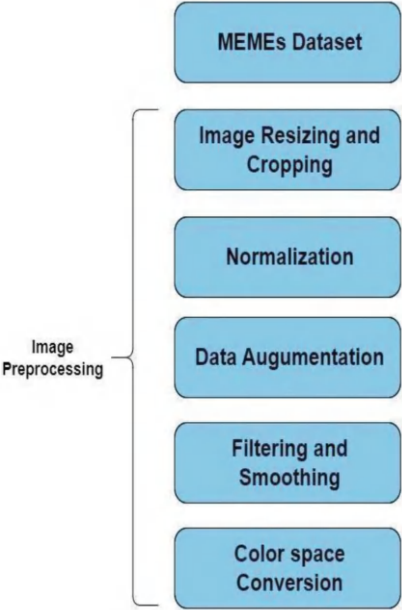 MEMEs Dataset
Image Resizing and
Cropping
Normalization
Image
Preprocessing
Data Augumentation
Filtering and
Smoothing
Color space
Conversion